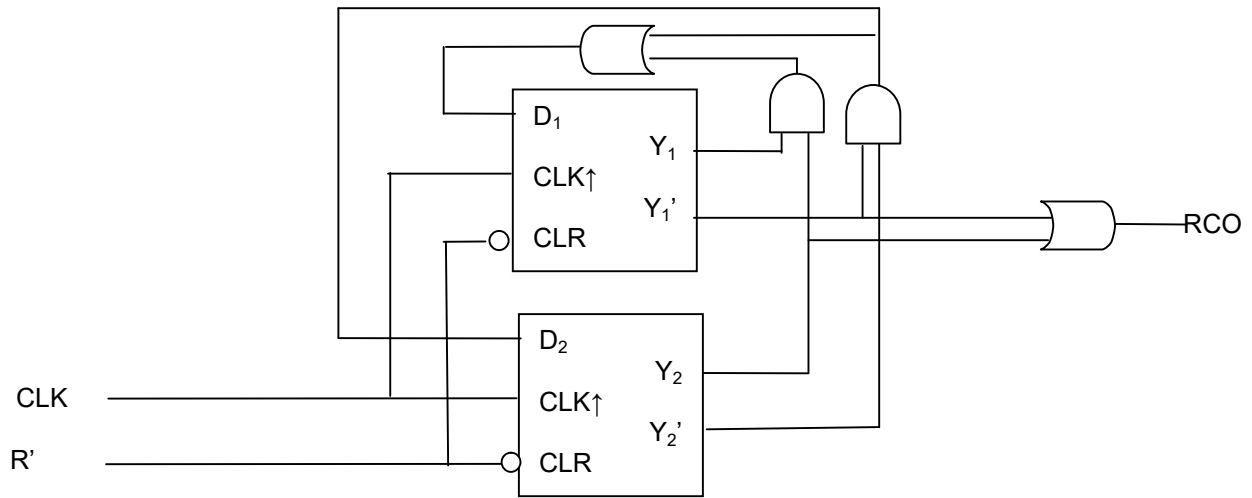 D₁
Y₁
CLK↑
Y₁’
CLR
RCO
D₂
Y₂
CLK
CLK↑
Y₂’
R’
CLR